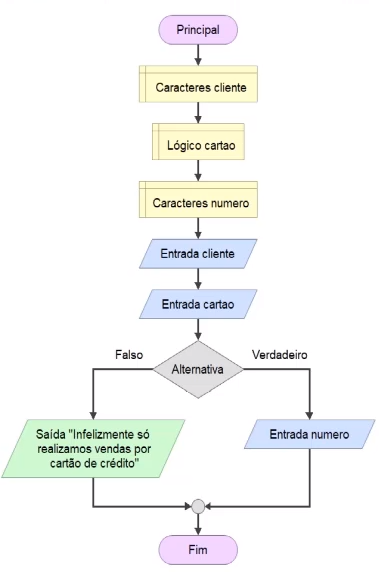 Principal
Caracteres cliente
Lógico cartao
Caracteres numero
Entrada cliente
Entrada cartao
Falso
Verdadeiro
Alternativa
Saída "Infelizmente só
realizamos vendas por
cartão de crédito"
Entrada numero
Fim